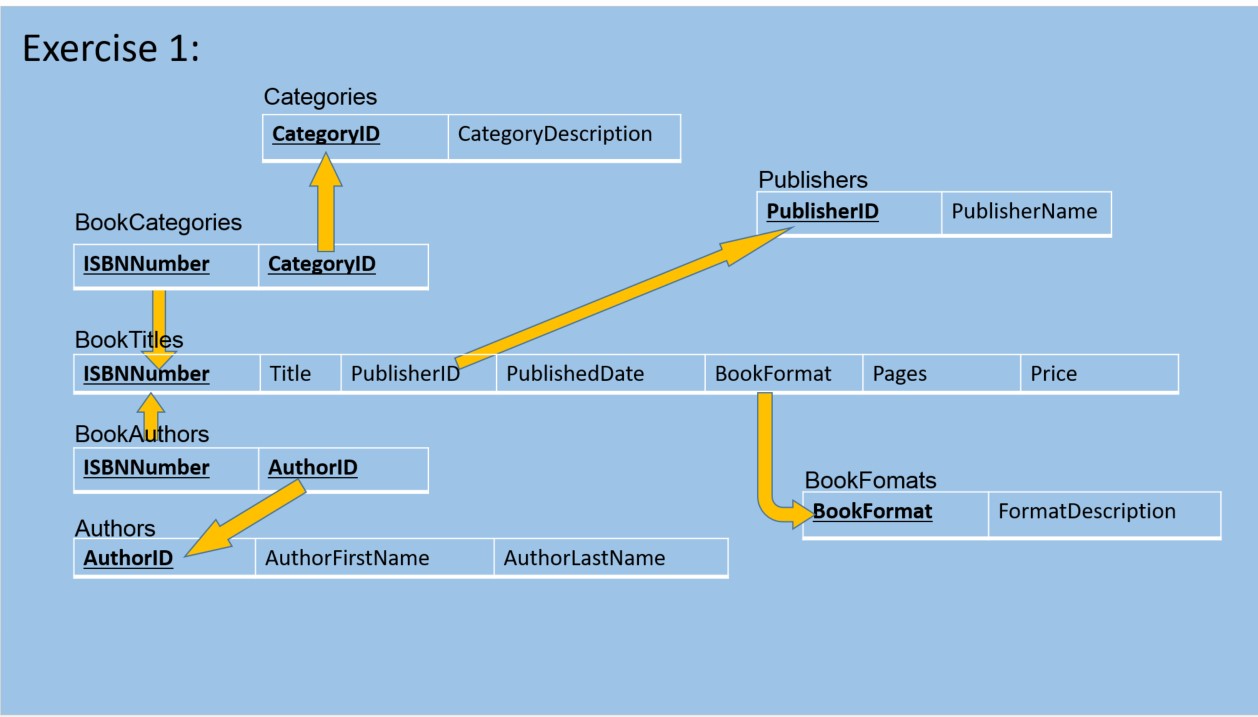 Exercise 1:
Categories
CategoryID CategoryDescription
Publishers
PublisherID PublisherName
BookCategories
ISBNNumber CategoryID
BookTitles
ISBNNumber Title PublisherID PublishedDate BookFormat Pages Price
BookAuthors
ISBNNumber AuthorID
BookFomats
BookFormat FormatDescription
Authors
AuthorID AuthorFirstName AuthorLastName